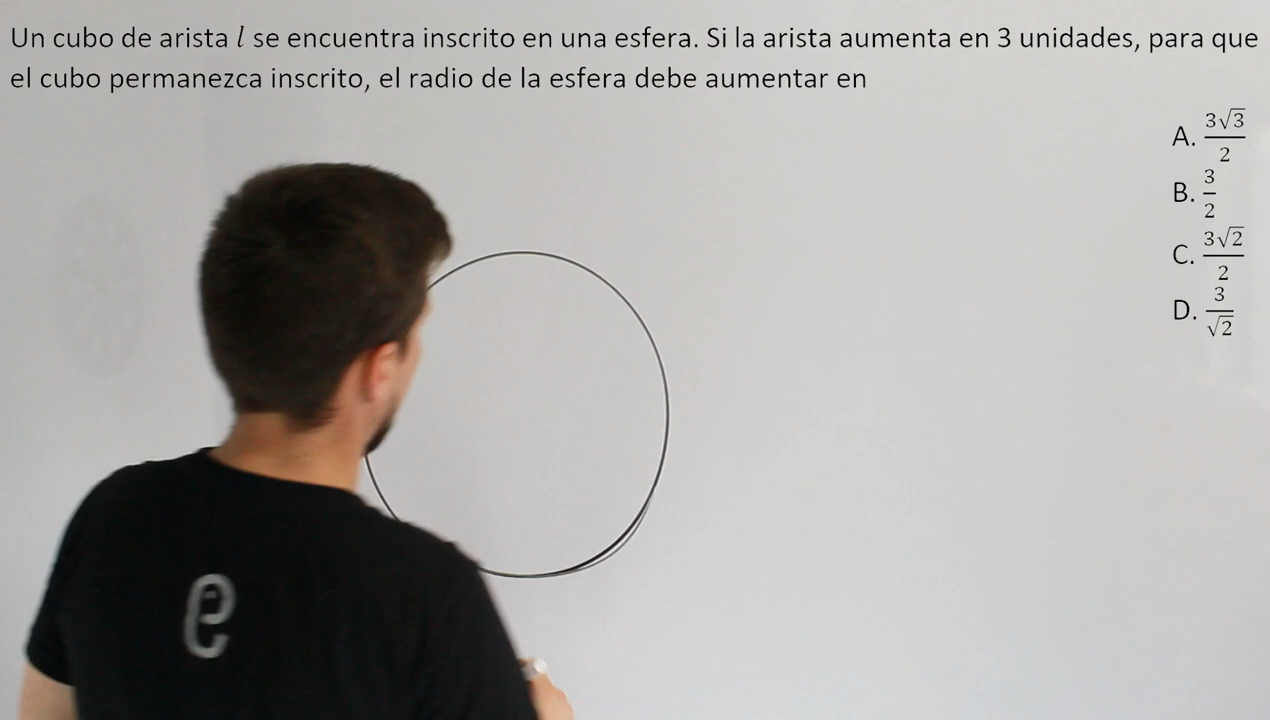 Un cubo de arista l se encuentra inscrito en una esfera. Si la arista aumenta en 3 unidades, para que
el cubo permanezca inscrito, el radio de la esfera debe aumentar en
A. 3√3/2
B. 3/2
C. 3√2/2
D. 3/√2
e